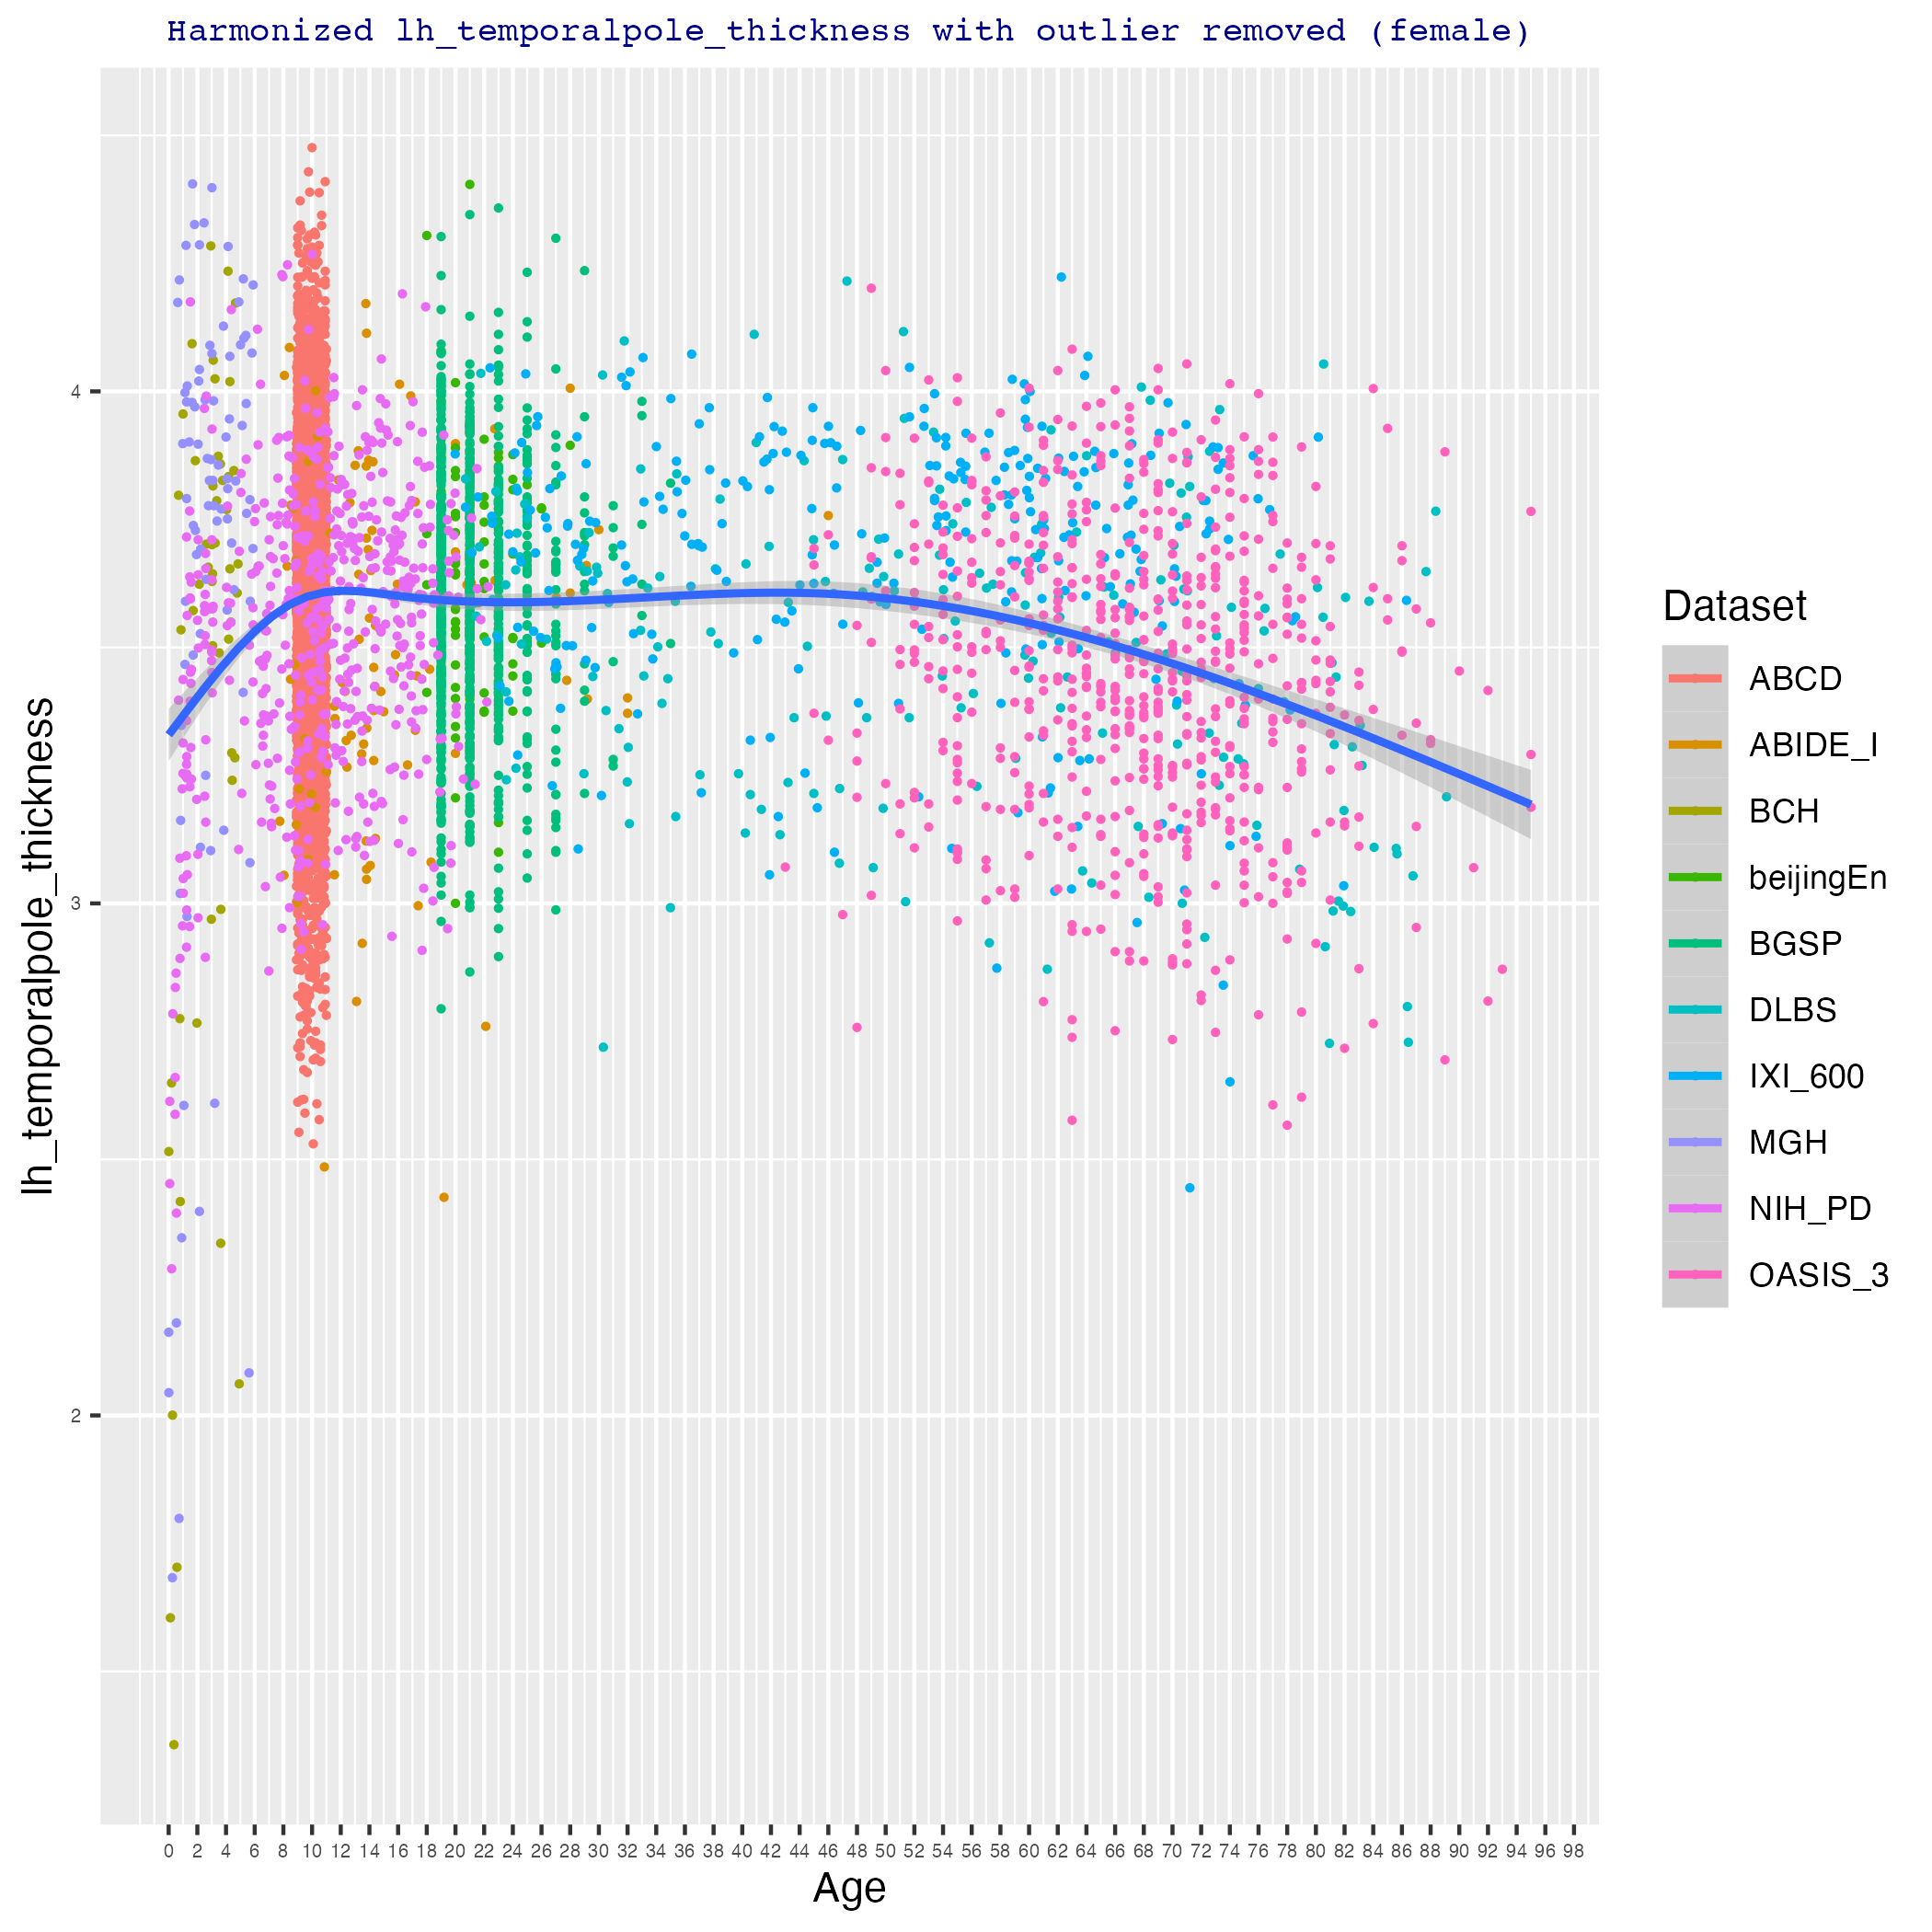 Harmonized lh_temporalpole_thickness with outlier removed (female)
lh_temporalpole_thickness
4
3
2
0 2 4 6 8 10 12 14 16 18 20 22 24 26 28 30 32 34 36 38 40 42 44 46 48 50 52 54 56 58 60 62 64 66 68 70 72 74 76 78 80 82 84 86 88 90 92 94 96 98
Age
Dataset
ABCD
ABIDE_I
BCH
beijingEn
BGSP
DLBS
IXI_600
MGH
NIH_PD
OASIS_3